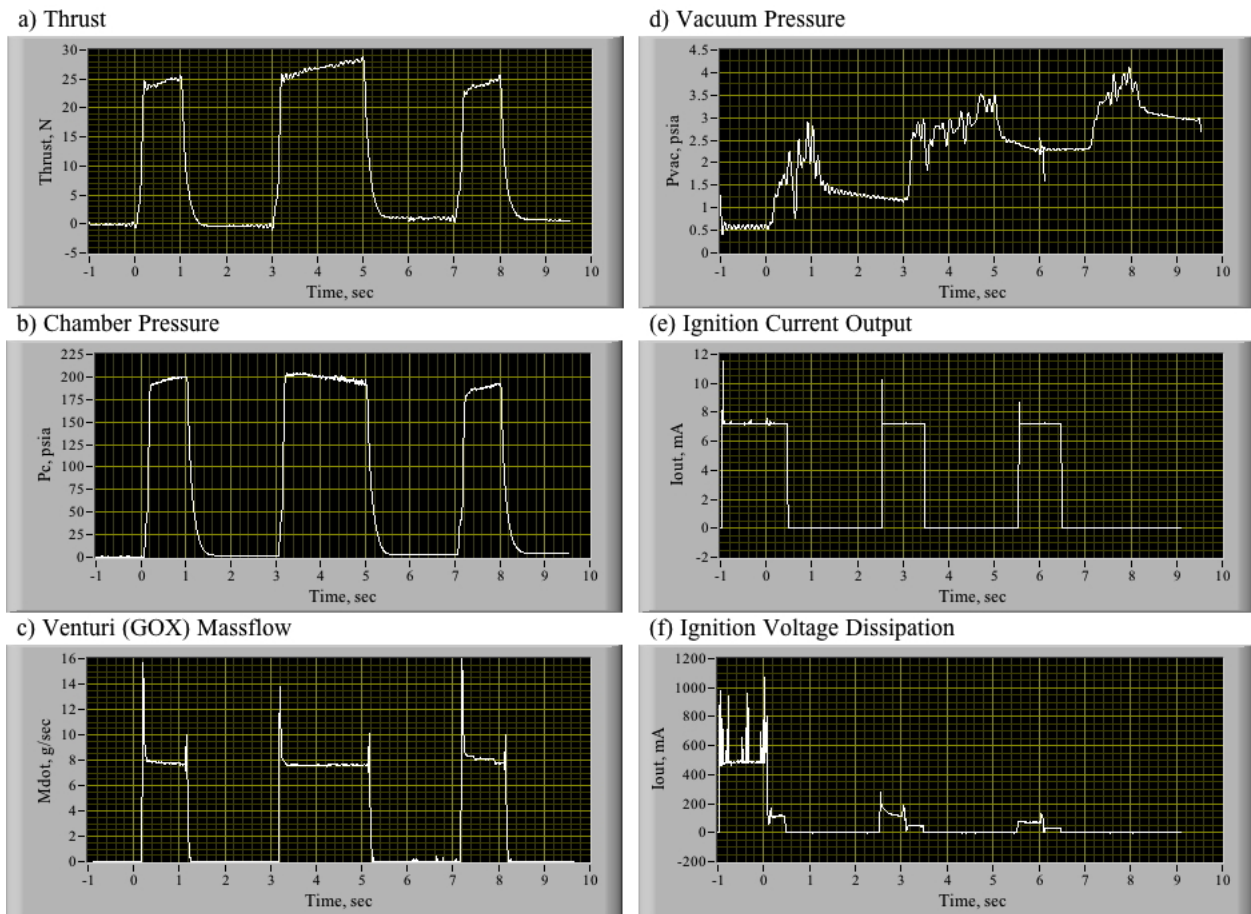 a) Thrust
30
25
20
15
10
5
0
-5
Thrust, N
-1 0 1 2 3 4 5 6 7 8 9 10
Time, sec
d) Vacuum Pressure
4.5
4
3.5
3
2.5
2
1.5
1
0.5
0
Pvac, psia
-1 0 1 2 3 4 5 6 7 8 9 10
Time, sec
b) Chamber Pressure
225
200
175
150
125
100
75
50
25
0
Pc, psia
-1 0 1 2 3 4 5 6 7 8 9 10
Time, sec
(e) Ignition Current Output
12
10
8
6
4
2
0
-2
Iout, mA
-1 0 1 2 3 4 5 6 7 8 9 10
Time, sec
c) Venturi (GOX) Massflow
16
14
12
10
8
6
4
2
0
Mdot, g/sec
-1 0 1 2 3 4 5 6 7 8 9 10
Time, sec
(f) Ignition Voltage Dissipation
1200
1000
800
600
400
200
0
-200
Iout, mA
-1 0 1 2 3 4 5 6 7 8 9 10
Time, sec